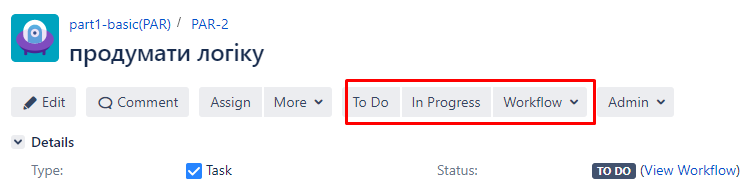 part1-basic(PAR) / PAR-2
продумати логіку
Edit Comment Assign More To Do In Progress Workflow Admin
Details
Type: Task Status: TO DO (View Workflow)